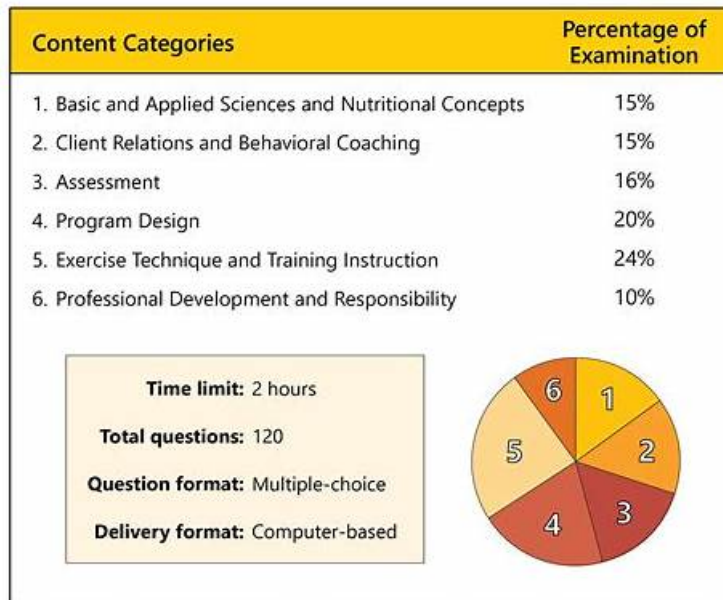 Content Categories
Percentage of
Examination
1. Basic and Applied Sciences and Nutritional Concepts 15%
2. Client Relations and Behavioral Coaching 15%
3. Assessment 16%
4. Program Design 20%
5. Exercise Technique and Training Instruction 24%
6. Professional Development and Responsibility 10%
Time limit: 2 hours
Total questions: 120
Question format: Multiple-choice
Delivery format: Computer-based
6
1
5
2
4
3